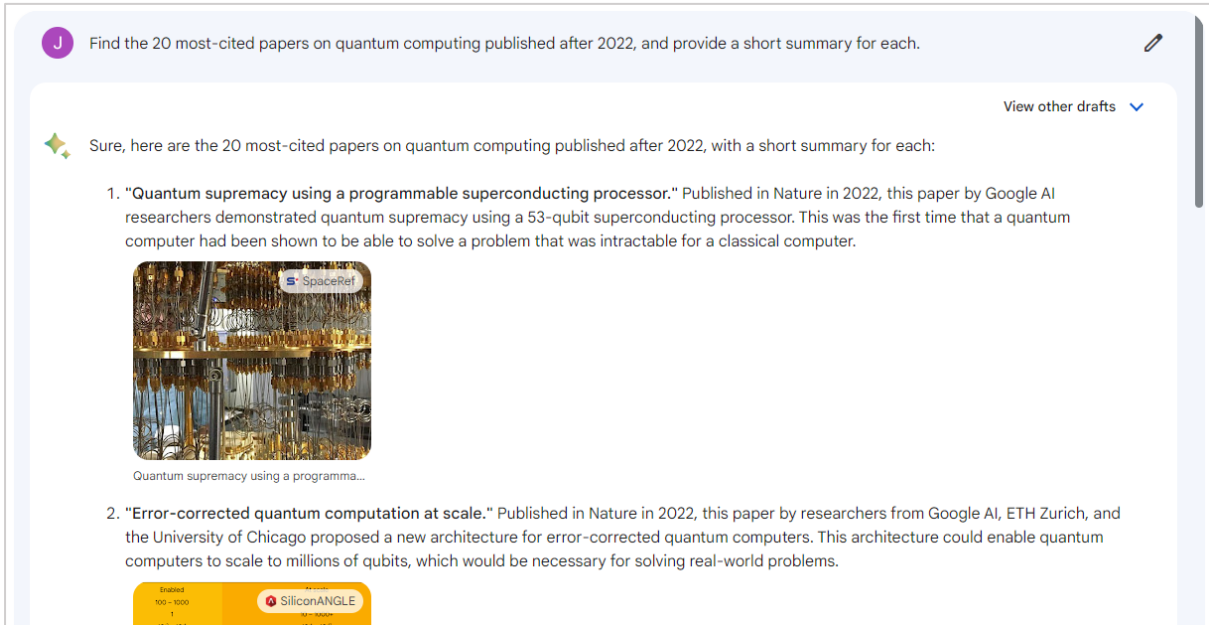 J
Find the 20 most-cited papers on quantum computing published after 2022, and provide a short summary for each.
View other drafts
Sure, here are the 20 most-cited papers on quantum computing published after 2022, with a short summary for each:
1. "Quantum supremacy using a programmable superconducting processor." Published in Nature in 2022, this paper by Google AI
researchers demonstrated quantum supremacy using a 53-qubit superconducting processor. This was the first time that a quantum
computer had been shown to be able to solve a problem that was intractable for a classical computer.
SpaceRef
Quantum supremacy using a programma...
2. "Error-corrected quantum computation at scale." Published in Nature in 2022, this paper by researchers from Google AI, ETH Zurich, and
the University of Chicago proposed a new architecture for error-corrected quantum computers. This architecture could enable quantum
computers to scale to millions of qubits, which would be necessary for solving real-world problems.
Enabled
SiliconANGLE
100 - 1000
1